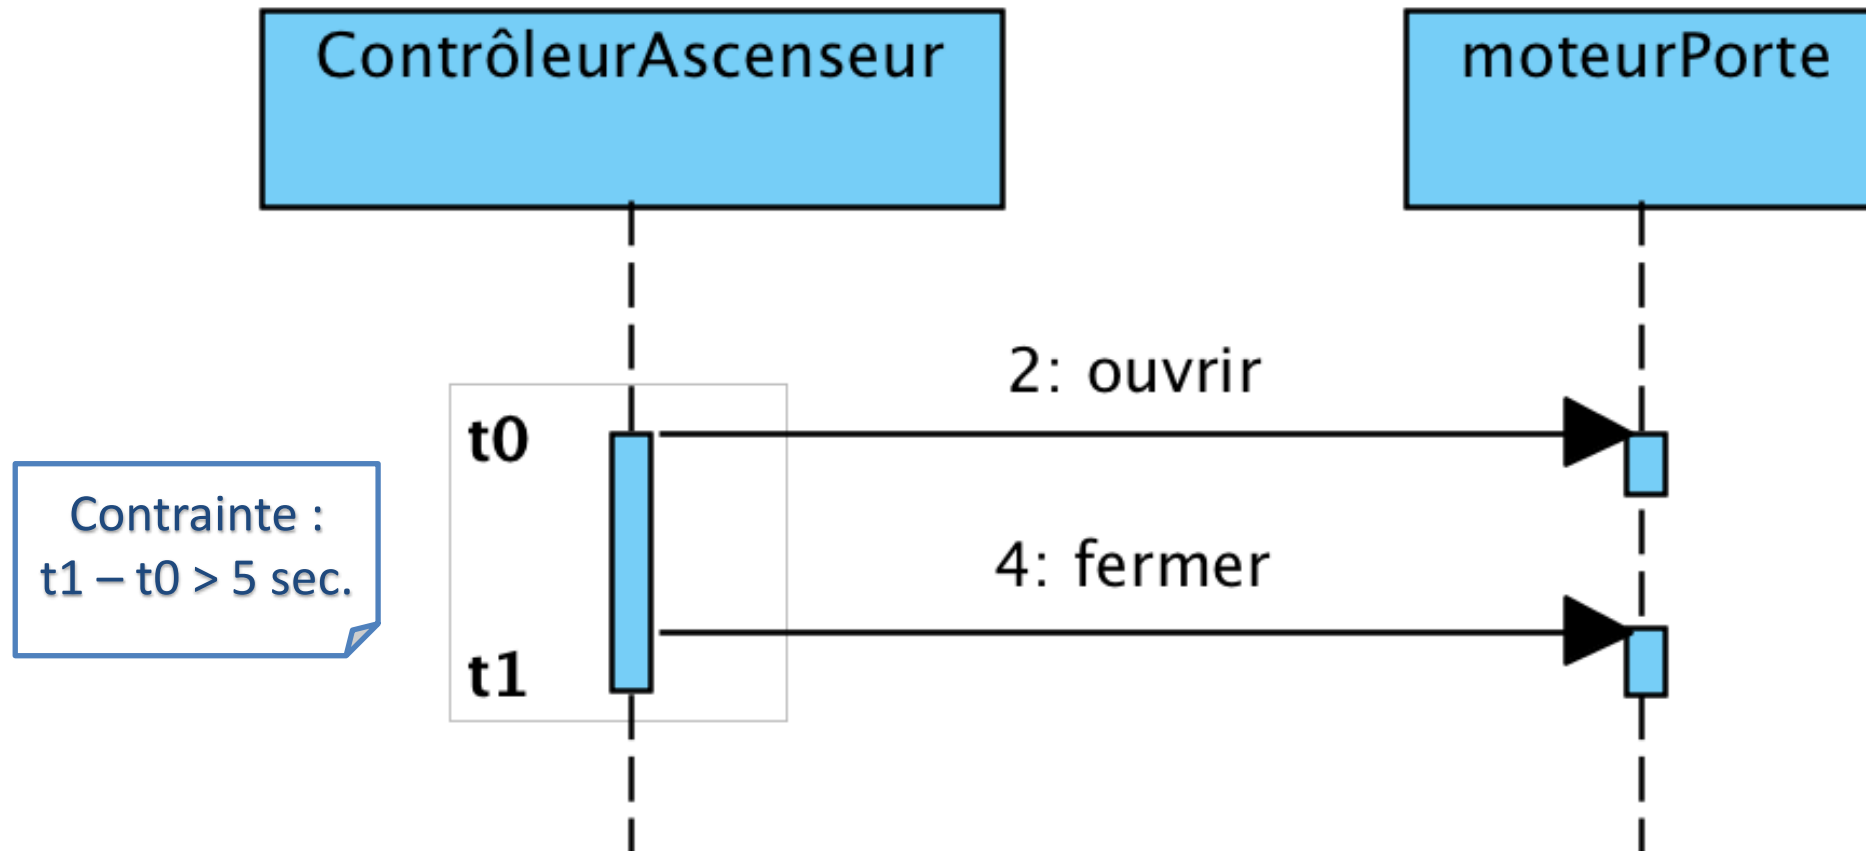 ContrôleurAscenseur
moteurPorte
2: ouvrir
t0
Contrainte :
t1 – t0 > 5 sec.
4: fermer
t1